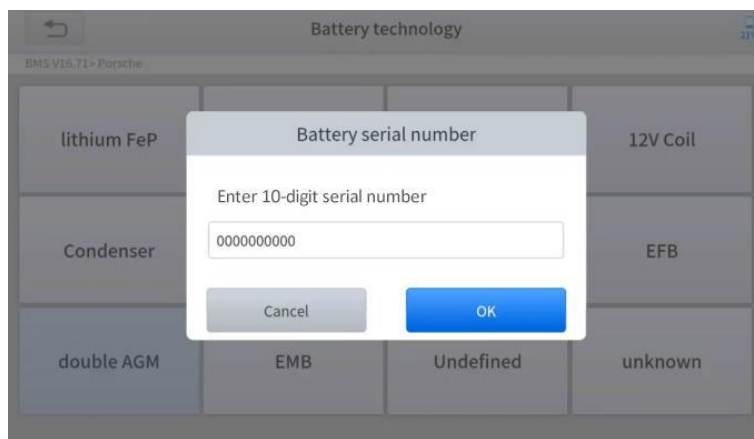 Battery technology
BMS V16.71> Porsche
lithium FeP
12V Coil
Battery serial number
Enter 10-digit serial number
0000000000
Cancel
OK
Condenser
EFB
double AGM
EMB
Undefined
unknown